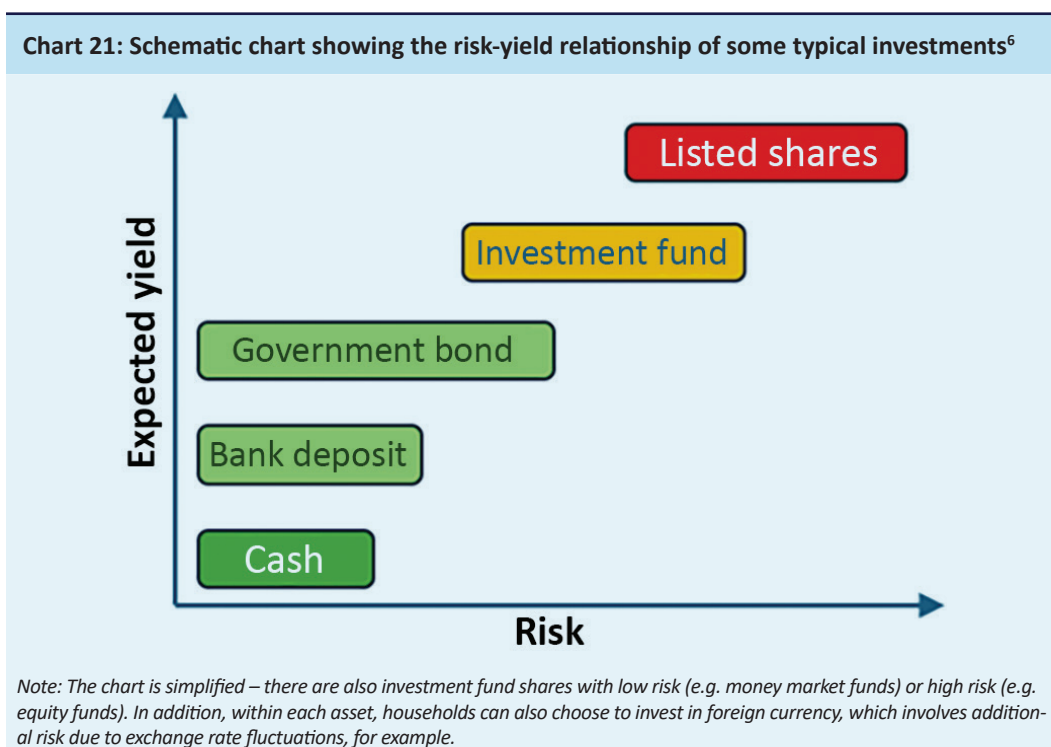 Chart 21: Schematic chart showing the risk-yield relationship of some typical investments⁶
Listed shares
Investment fund
Government bond
Bank deposit
Cash
Expected yield
Risk
Note: The chart is simplified – there are also investment fund shares with low risk (e.g. money market funds) or high risk (e.g.
equity funds). In addition, within each asset, households can also choose to invest in foreign currency, which involves addition-
al risk due to exchange rate fluctuations, for example.